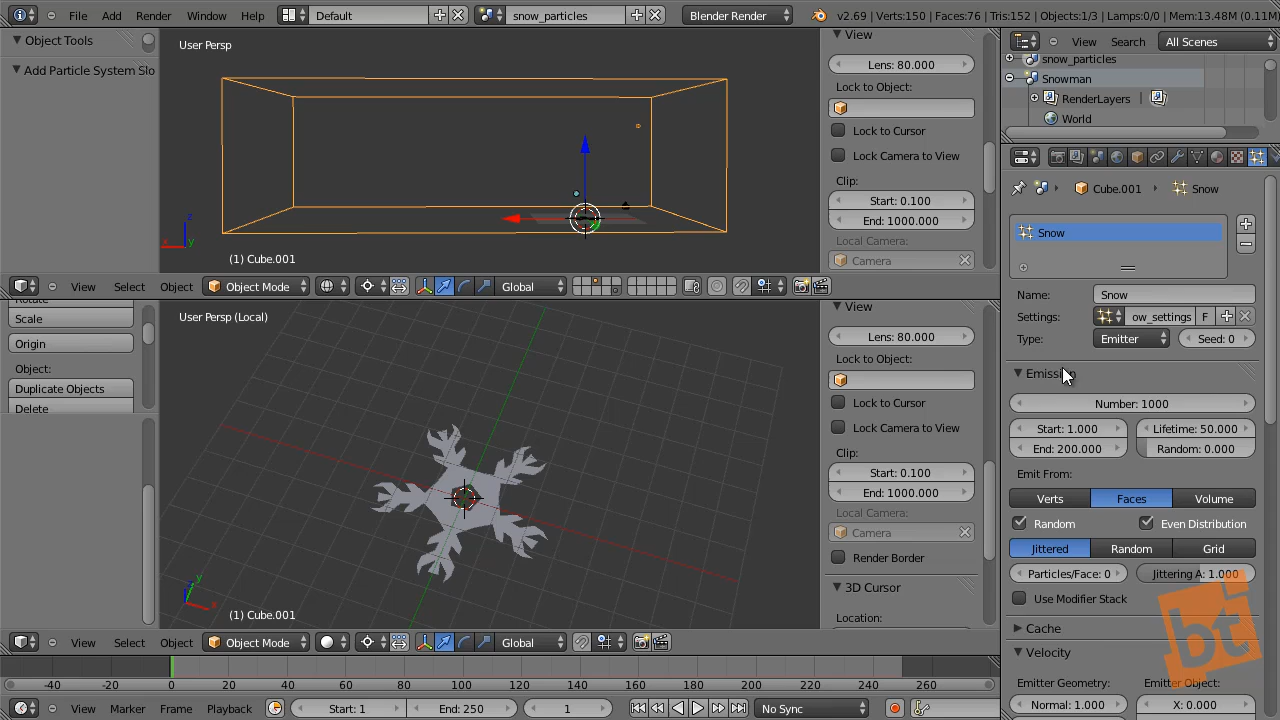 File Add Render Window Help Default snow_particles Blender Render v2.69 | Verts:150 | Faces:76 | Tris:152 | Objects:1/3 | Lamps:0/0 | Mem:13.48M (0.11M
Object Tools
Add Particle System Slo
User Persp
(1) Cube.001
View
Lens: 80.000
Lock to Object:
Lock to Cursor
Lock Camera to View
Clip:
Start: 0.100
End: 1000.000
Local Camera:
Camera
View Search All Scenes
snow_particles
Snowman
RenderLayers |
World
View Select Object Object Mode Global
Scale
Origin
Object:
Duplicate Objects
Delete
User Persp (Local)
(1) Cube.001
View
Lens: 80.000
Lock to Object:
Lock to Cursor
Lock Camera to View
Clip:
Start: 0.100
End: 1000.000
Local Camera:
Camera
Render Border
3D Cursor
Location:
View Select Object Object Mode Global
Cube.001 Snow
Snow
Name: Snow
Settings: ow_settings F
Type: Emitter Seed: 0
Emission
Number: 1000
Start: 1.000 Lifetime: 50.000
End: 200.000 Random: 0.000
Emit From:
Verts Faces Volume
Random Even Distribution
Jittered Random Grid
Particles/Face: 0 Jittering A: 1.000
Use Modifier Stack
Cache
Velocity
Emitter Geometry: Emitter Object:
Normal: 1.000 X: 0.000
bt
-40 -20 0 20 40 60 80 100 120 140 160 180 200 220 240 260
View Marker Frame Playback Start: 1 End: 250 1 No Sync
x
y
z
x
y